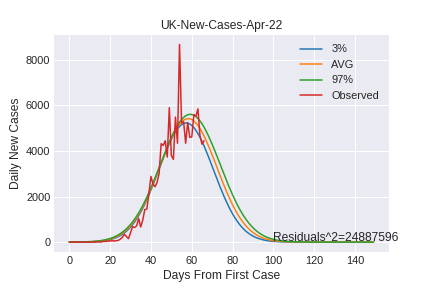 UK-New-Cases-Apr-22
3%
AVG
97%
Observed
8000
6000
4000
2000
0
Daily New Cases
Residuals^2=24887596
0 20 40 60 80 100 120 140
Days From First Case